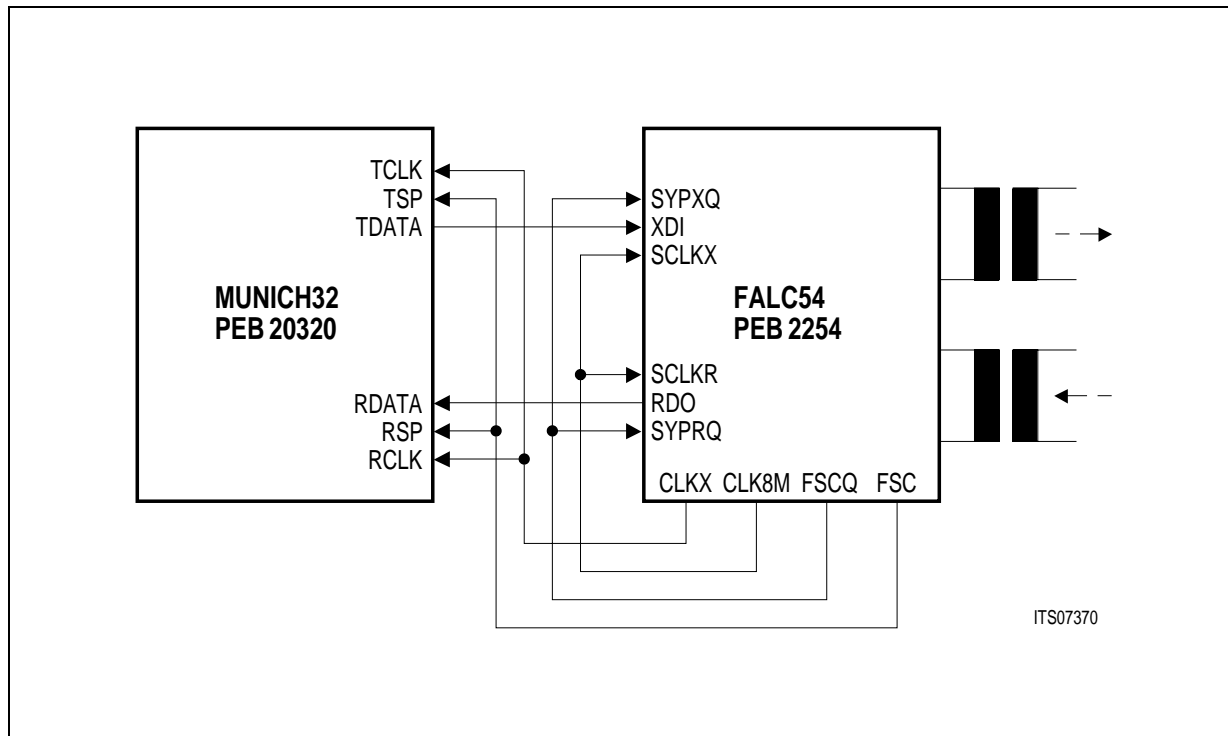 TCLK
TSP
TDATA
MUNICH32
PEB 20320
RDATA
RSP
RCLK
SYPXQ
XDI
SCLKX
FALC54
PEB 2254
SCLKR
RDO
SYPRQ
CLKX CLK8M FSCQ FSC
ITS07370